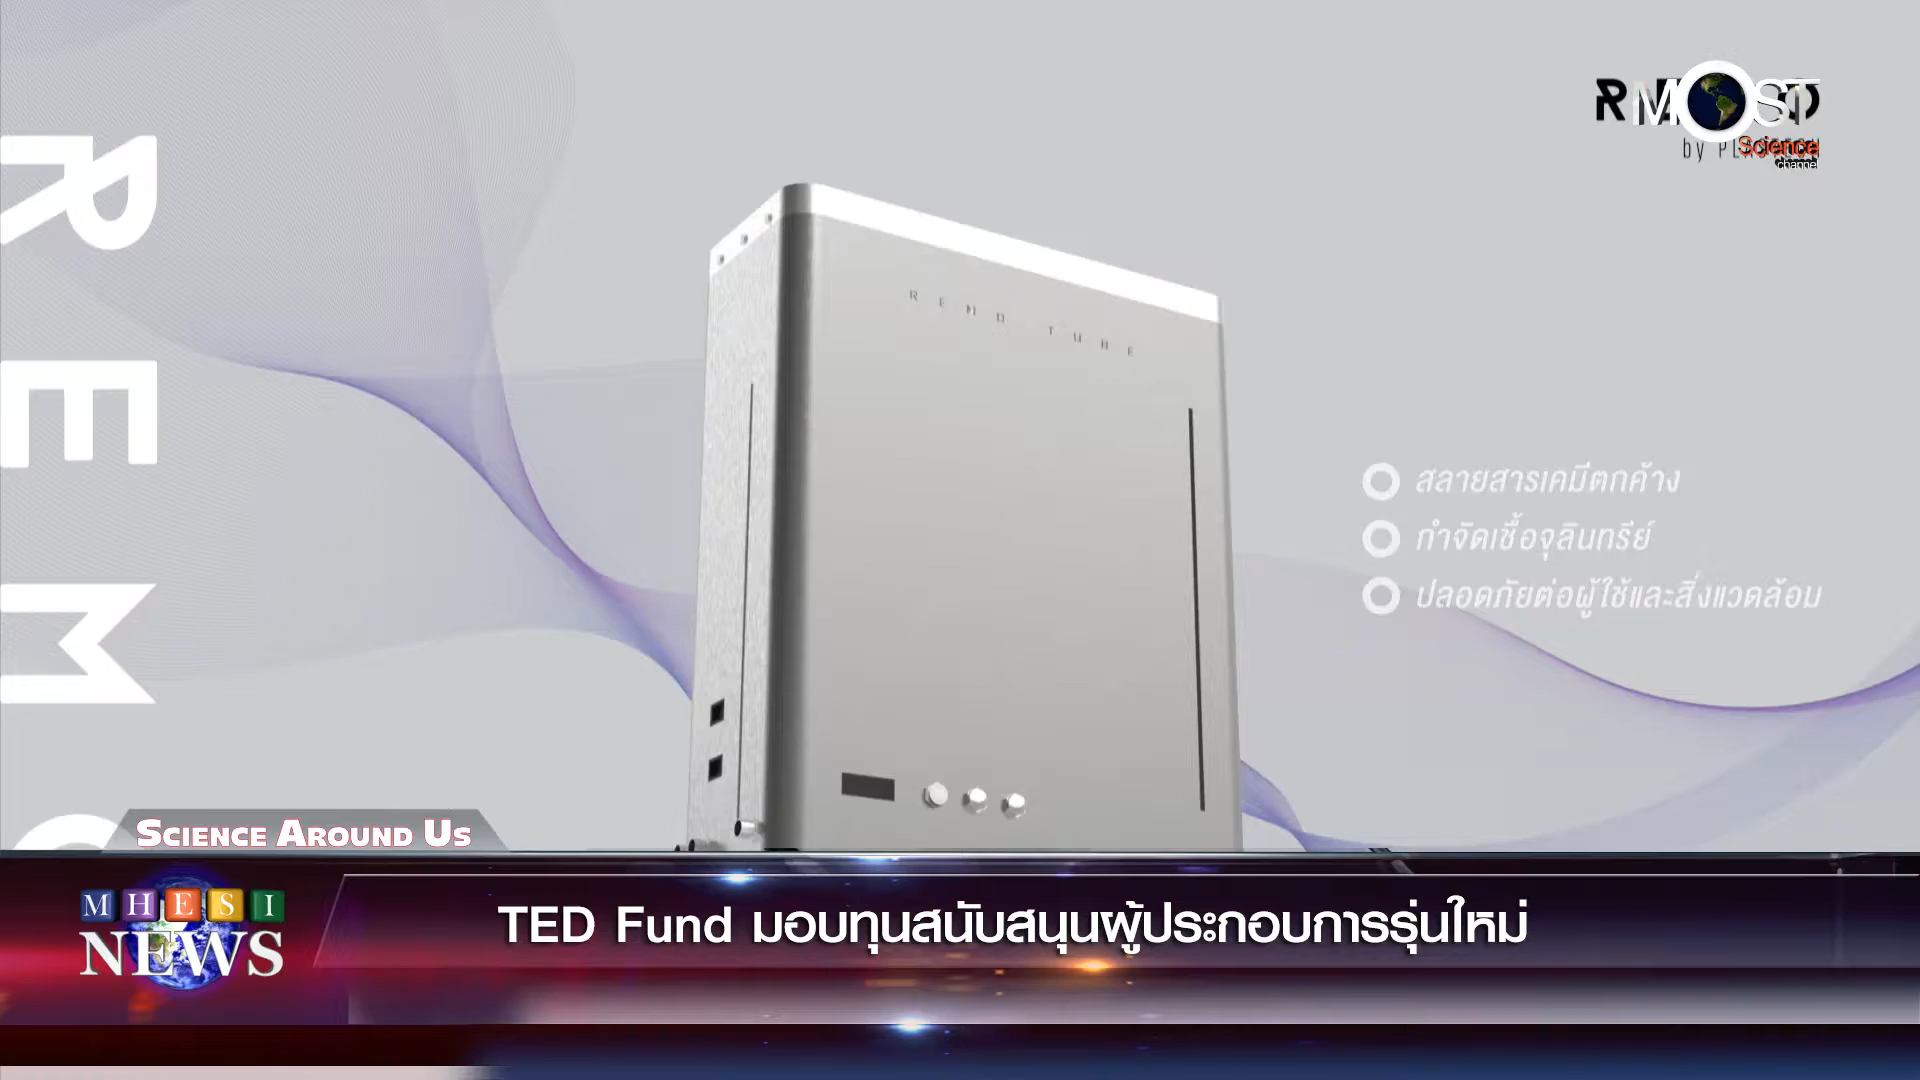 MOST
Science
channel
by PL
REMO TUBE
R E M
สลายสารเคมีตกค้าง
กำจัดเชื้อจุลินทรีย์
ปลอดภัยต่อผู้ใช้และสิ่งแวดล้อม
SCIENCE AROUND US
MHESI
NEWS
TED Fund มอบทุนสนับสนุนผู้ประกอบการรุ่นใหม่